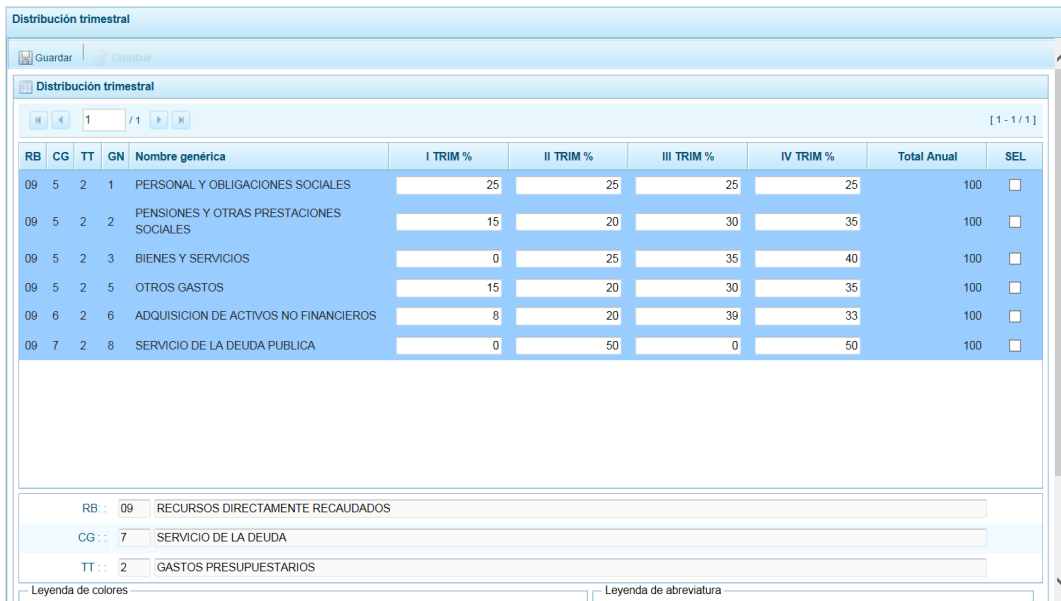 Distribución trimestral
Guardar Distribuir
Distribución trimestral
1 / 1 [ 1 - 1 / 1 ]
RB CG TT GN Nombre genérica I TRIM % II TRIM % III TRIM % IV TRIM % Total Anual SEL
09 5 2 1 PERSONAL Y OBLIGACIONES SOCIALES 25 25 25 25 100
09 5 2 2 PENSIONES Y OTRAS PRESTACIONES SOCIALES 15 20 30 35 100
09 5 2 3 BIENES Y SERVICIOS 0 25 35 40 100
09 5 2 5 OTROS GASTOS 15 20 30 35 100
09 6 2 6 ADQUISICION DE ACTIVOS NO FINANCIEROS 8 20 39 33 100
09 7 2 8 SERVICIO DE LA DEUDA PUBLICA 0 50 0 50 100
RB: : 09 RECURSOS DIRECTAMENTE RECAUDADOS
CG : : 7 SERVICIO DE LA DEUDA
TT : : 2 GASTOS PRESUPUESTARIOS
Leyenda de colores Leyenda de abreviatura